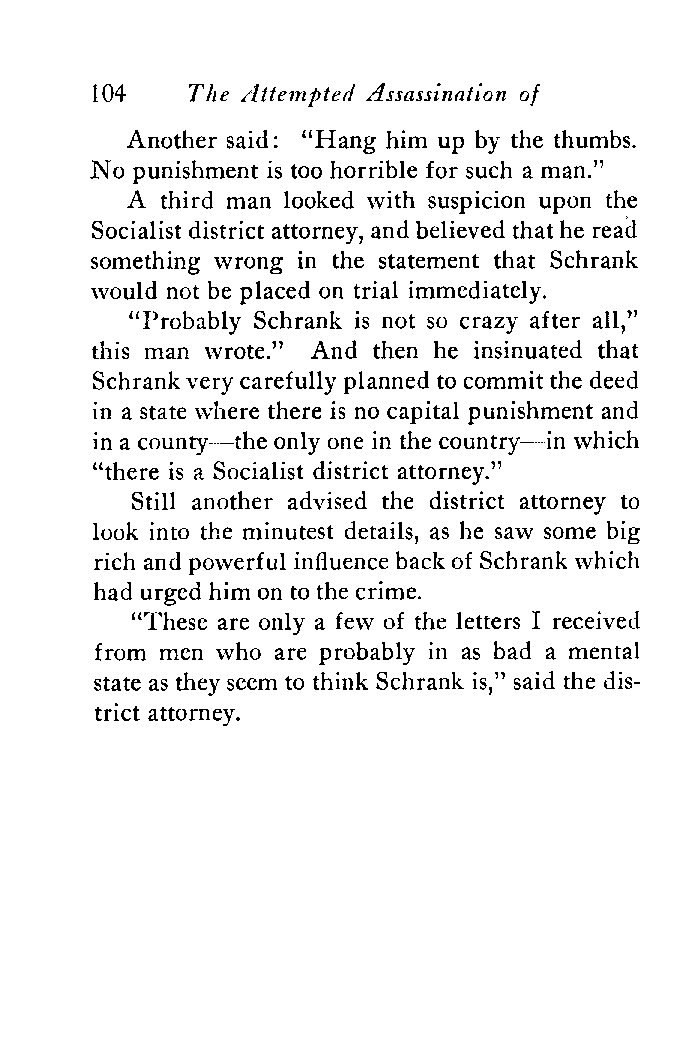 104 The Attempted Assassination of
Another said: “Hang him up by the thumbs.
No punishment is too horrible for such a man.”
A third man looked with suspicion upon the
Socialist district attorney, and believed that he read
something wrong in the statement that Schrank
would not be placed on trial immediately.
“Probably Schrank is not so crazy after all,”
this man wrote.” And then he insinuated that
Schrank very carefully planned to commit the deed
in a state where there is no capital punishment and
in a county—the only one in the country—in which
“there is a Socialist district attorney.”
Still another advised the district attorney to
look into the minutest details, as he saw some big
rich and powerful influence back of Schrank which
had urged him on to the crime.
“These are only a few of the letters I received
from men who are probably in as bad a mental
state as they seem to think Schrank is,” said the dis-
trict attorney.